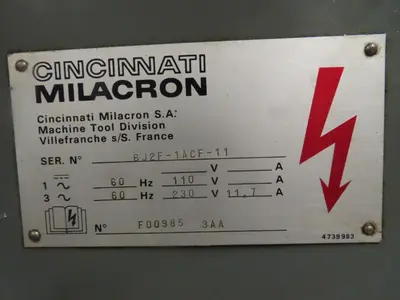 CINCINNATI
MILACRON
Cincinnati Milacron S.A.
Machine Tool Division
Villefranche s/S. France
SER. N° 6J2F-1ACF-11
V A
1 ~ 60 Hz 110 V A
3 ~ 60 Hz 230 V 11,7 A
N° F00985 3AA
4739983